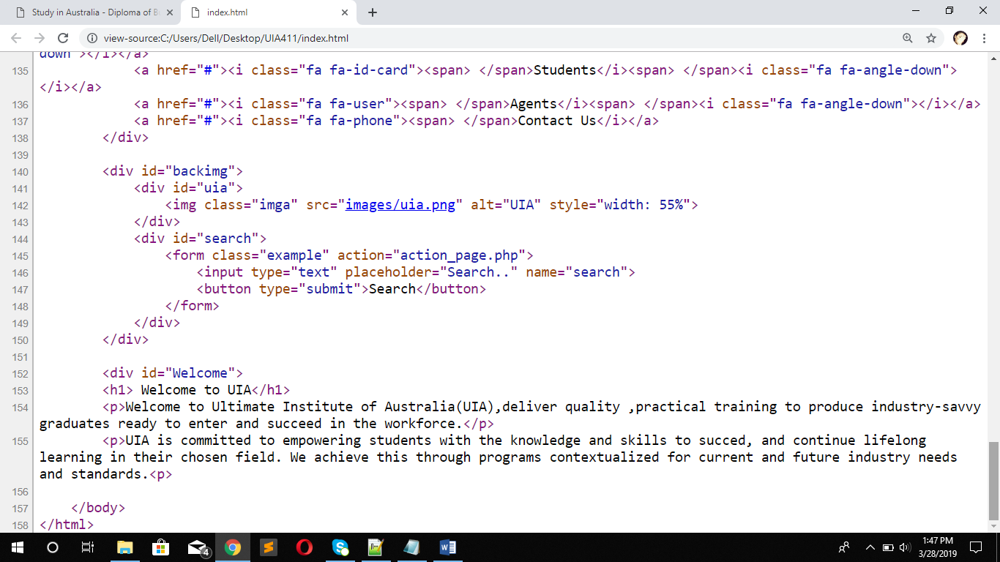 Study in Australia - Diploma of B
index.html
view-source:C:/Users/Dell/Desktop/UIA411/index.html
down"></i></a>
135 <a href="#"><i class="fa fa-id-card"><span> </span>Students</i><span> </span><i class="fa fa-angle-down">
</i></a>
136 <a href="#"><i class="fa fa-user"><span> </span>Agents</i><span> </span><i class="fa fa-angle-down"></i></a>
137 <a href="#"><i class="fa fa-phone"><span> </span>Contact Us</i></a>
138 </div>
139
140 <div id="backimg">
141 <div id="uia">
142 <img class="imga" src="images/uia.png" alt="UIA" style="width: 55%">
143 </div>
144 <div id="search">
145 <form class="example" action="action_page.php">
146 <input type="text" placeholder="Search.." name="search">
147 <button type="submit">Search</button>
148 </form>
149 </div>
150 </div>
151
152 <div id="Welcome">
153 <h1> Welcome to UIA</h1>
154 <p>Welcome to Ultimate Institute of Australia(UIA),deliver quality ,practical training to produce industry-savvy
graduates ready to enter and succeed in the workforce.</p>
155 <p>UIA is committed to empowering students with the knowledge and skills to succed, and continue lifelong
learning in their chosen field. We achieve this through programs contextualized for current and future industry needs
and standards.<p>
156
157 </body>
158 </html>
4
1:47 PM
3/28/2019